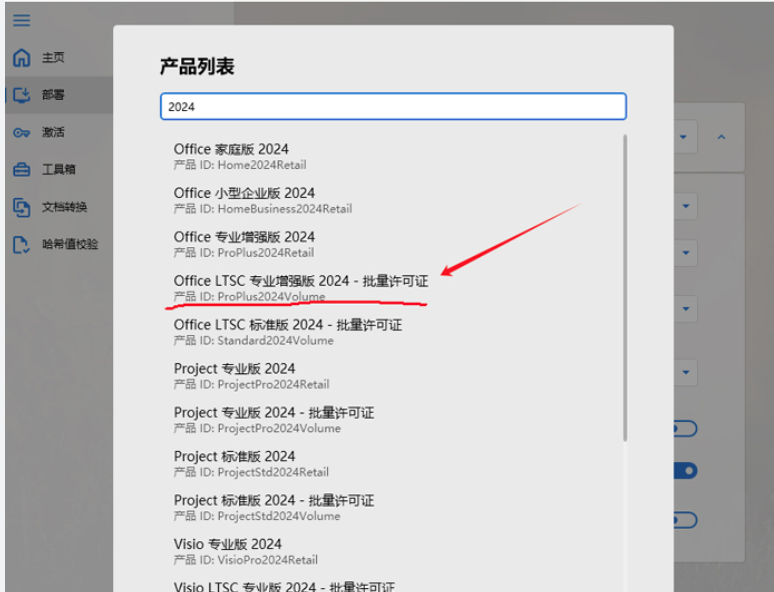 主页
部署
激活
工具箱
文档转换
哈希值校验
产品列表
2024
Office 家庭版 2024
产品 ID: Home2024Retail
Office 小型企业版 2024
产品 ID: HomeBusiness2024Retail
Office 专业增强版 2024
产品 ID: ProPlus2024Retail
Office LTSC 专业增强版 2024 - 批量许可证
产品 ID: ProPlus2024Volume
Office LTSC 标准版 2024 - 批量许可证
产品 ID: Standard2024Volume
Project 专业版 2024
产品 ID: ProjectPro2024Retail
Project 专业版 2024 - 批量许可证
产品 ID: ProjectPro2024Volume
Project 标准版 2024
产品 ID: ProjectStd2024Retail
Project 标准版 2024 - 批量许可证
产品 ID: ProjectStd2024Volume
Visio 专业版 2024
产品 ID: VisioPro2024Retail
Visio LTSC 专业版 2024 - 批量许可证